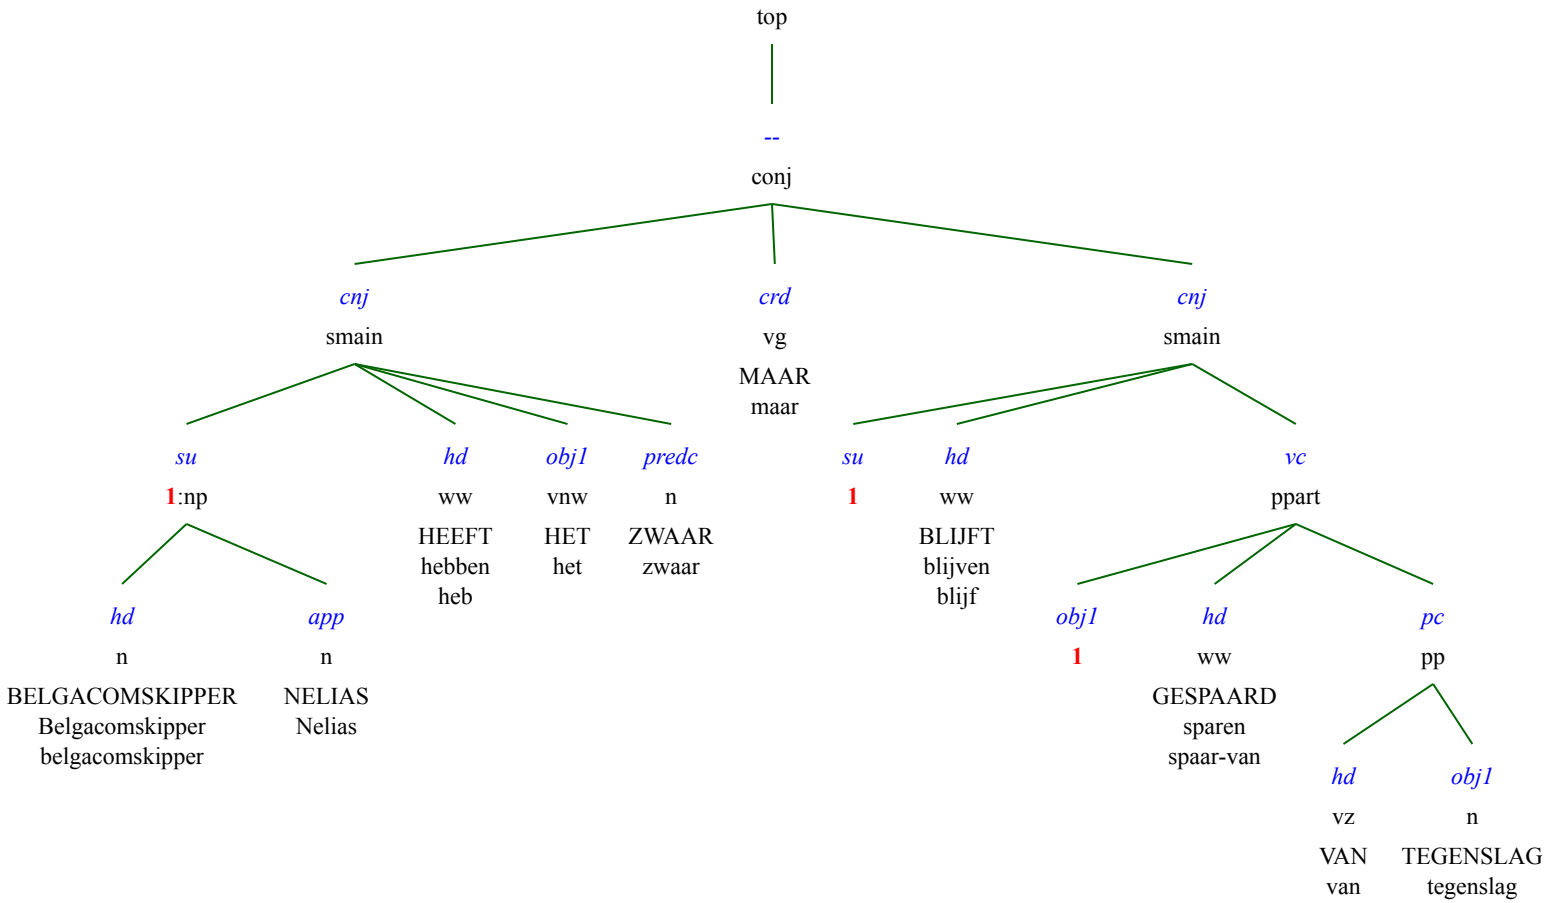 top
--
conj
cnj crd cnj
smain vg smain
MAAR
maar
su hd obj1 predc su hd vc
1:np ww vnw n 1 ww ppart
HEEFT HET ZWAAR BLIJFT
hebben het zwaar blijven
heb blijf
hd app obj1 hd pc
n n 1 ww pp
BELGACOMSKIPPER NELIAS GESPAARD
Belgacomskipper Nelias sparen
belgacomskipper spaar-van
hd obj1
vz n
VAN TEGENSLAG
van tegenslag